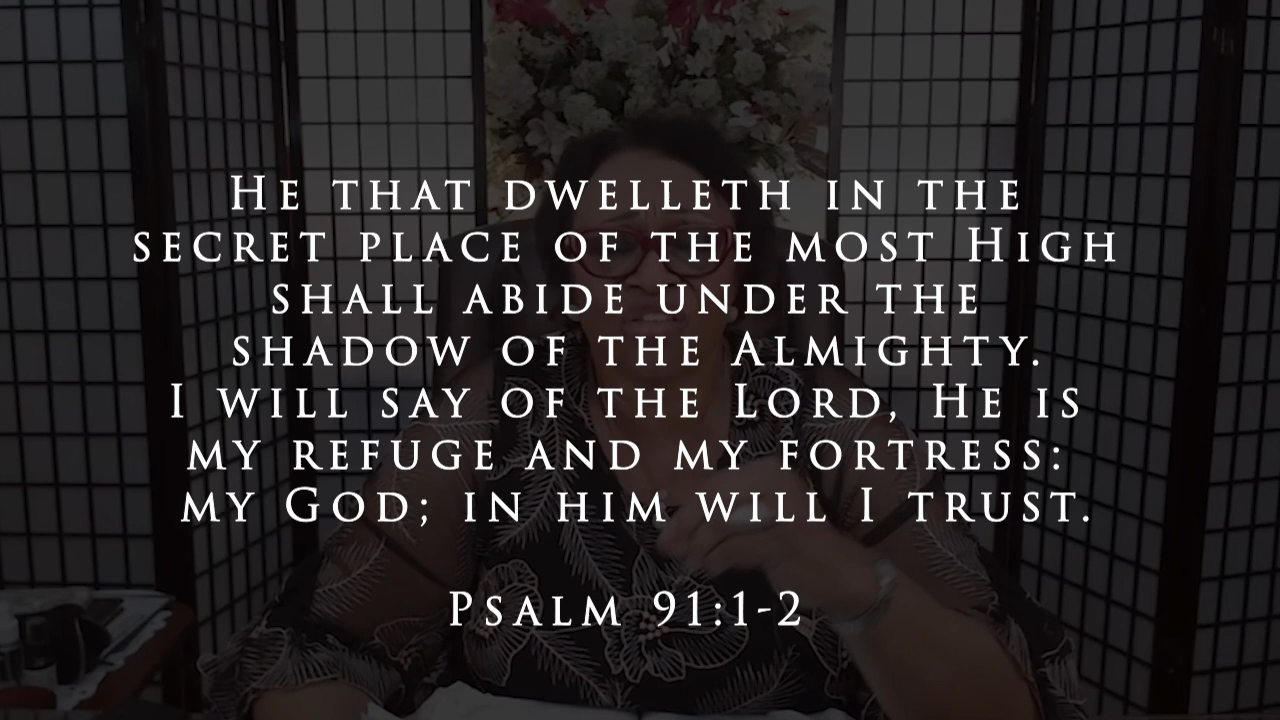 He that dwelleth in the
secret place of the most High
shall abide under the
shadow of the Almighty.
I will say of the Lord, He is
my refuge and my fortress:
my God; in him will I trust.
Psalm 91:1-2